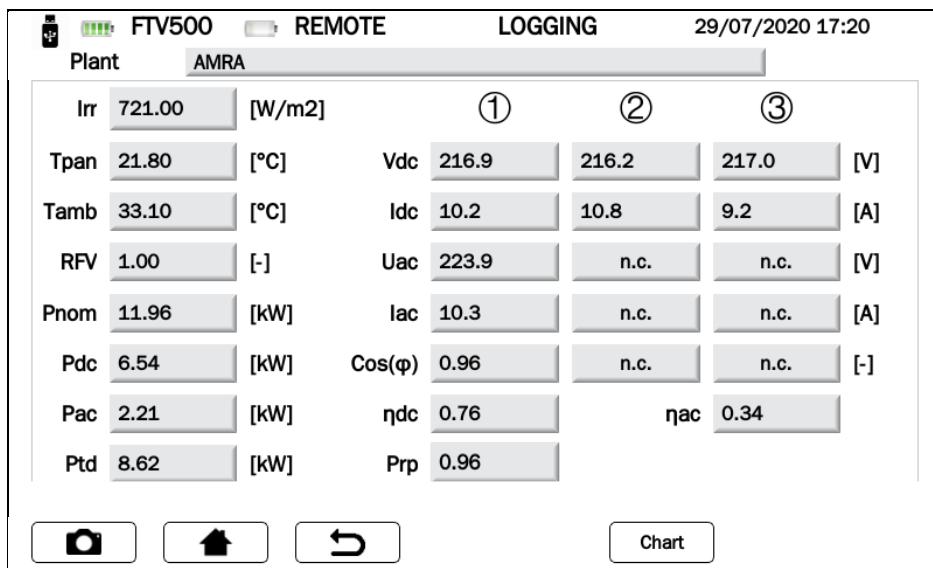 FTV500 REMOTE LOGGING 29/07/2020 17:20
Plant AMRA
Irr 721.00 [W/m2] ① ② ③
Tpan 21.80 [°C] Vdc 216.9 216.2 217.0 [V]
Tamb 33.10 [°C] Idc 10.2 10.8 9.2 [A]
RFV 1.00 [-] Uac 223.9 n.c. n.c. [V]
Pnom 11.96 [kW] Iac 10.3 n.c. n.c. [A]
Pdc 6.54 [kW] Cos(φ) 0.96 n.c. n.c. [-]
Pac 2.21 [kW] ηdc 0.76 ηac 0.34
Ptd 8.62 [kW] Prp 0.96
Chart